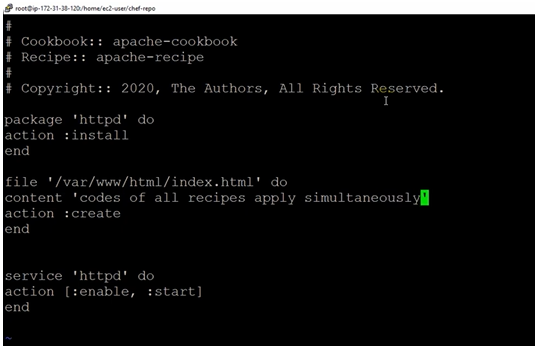 root@ip-172-31-38-120:/home/ec2-user/chef-repo
#
# Cookbook:: apache-cookbook
# Recipe:: apache-recipe
#
# Copyright:: 2020, The Authors, All Rights Reserved.
package 'httpd' do
action :install
end
file '/var/www/html/index.html' do
content 'codes of all recipes apply simultaneously'
action :create
end
service 'httpd' do
action [:enable, :start]
end
~